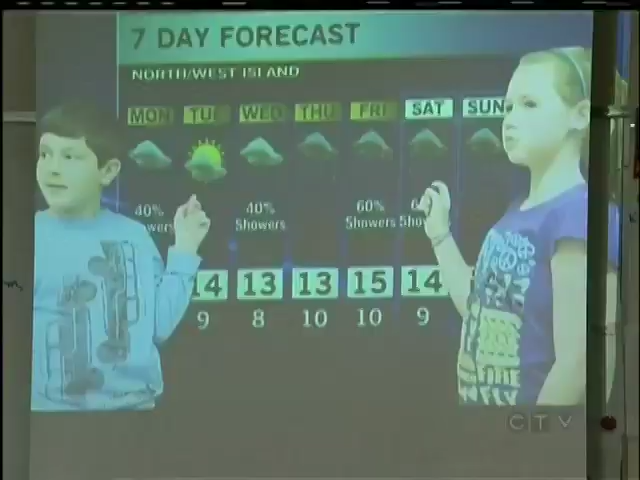 7 DAY FORECAST
NORTH/WEST ISLAND
MON TUE WED THU FRI SAT SUN
40% 40% 60%
Showers Showers
14 13 13 15 14
9 8 10 10 9
CTV